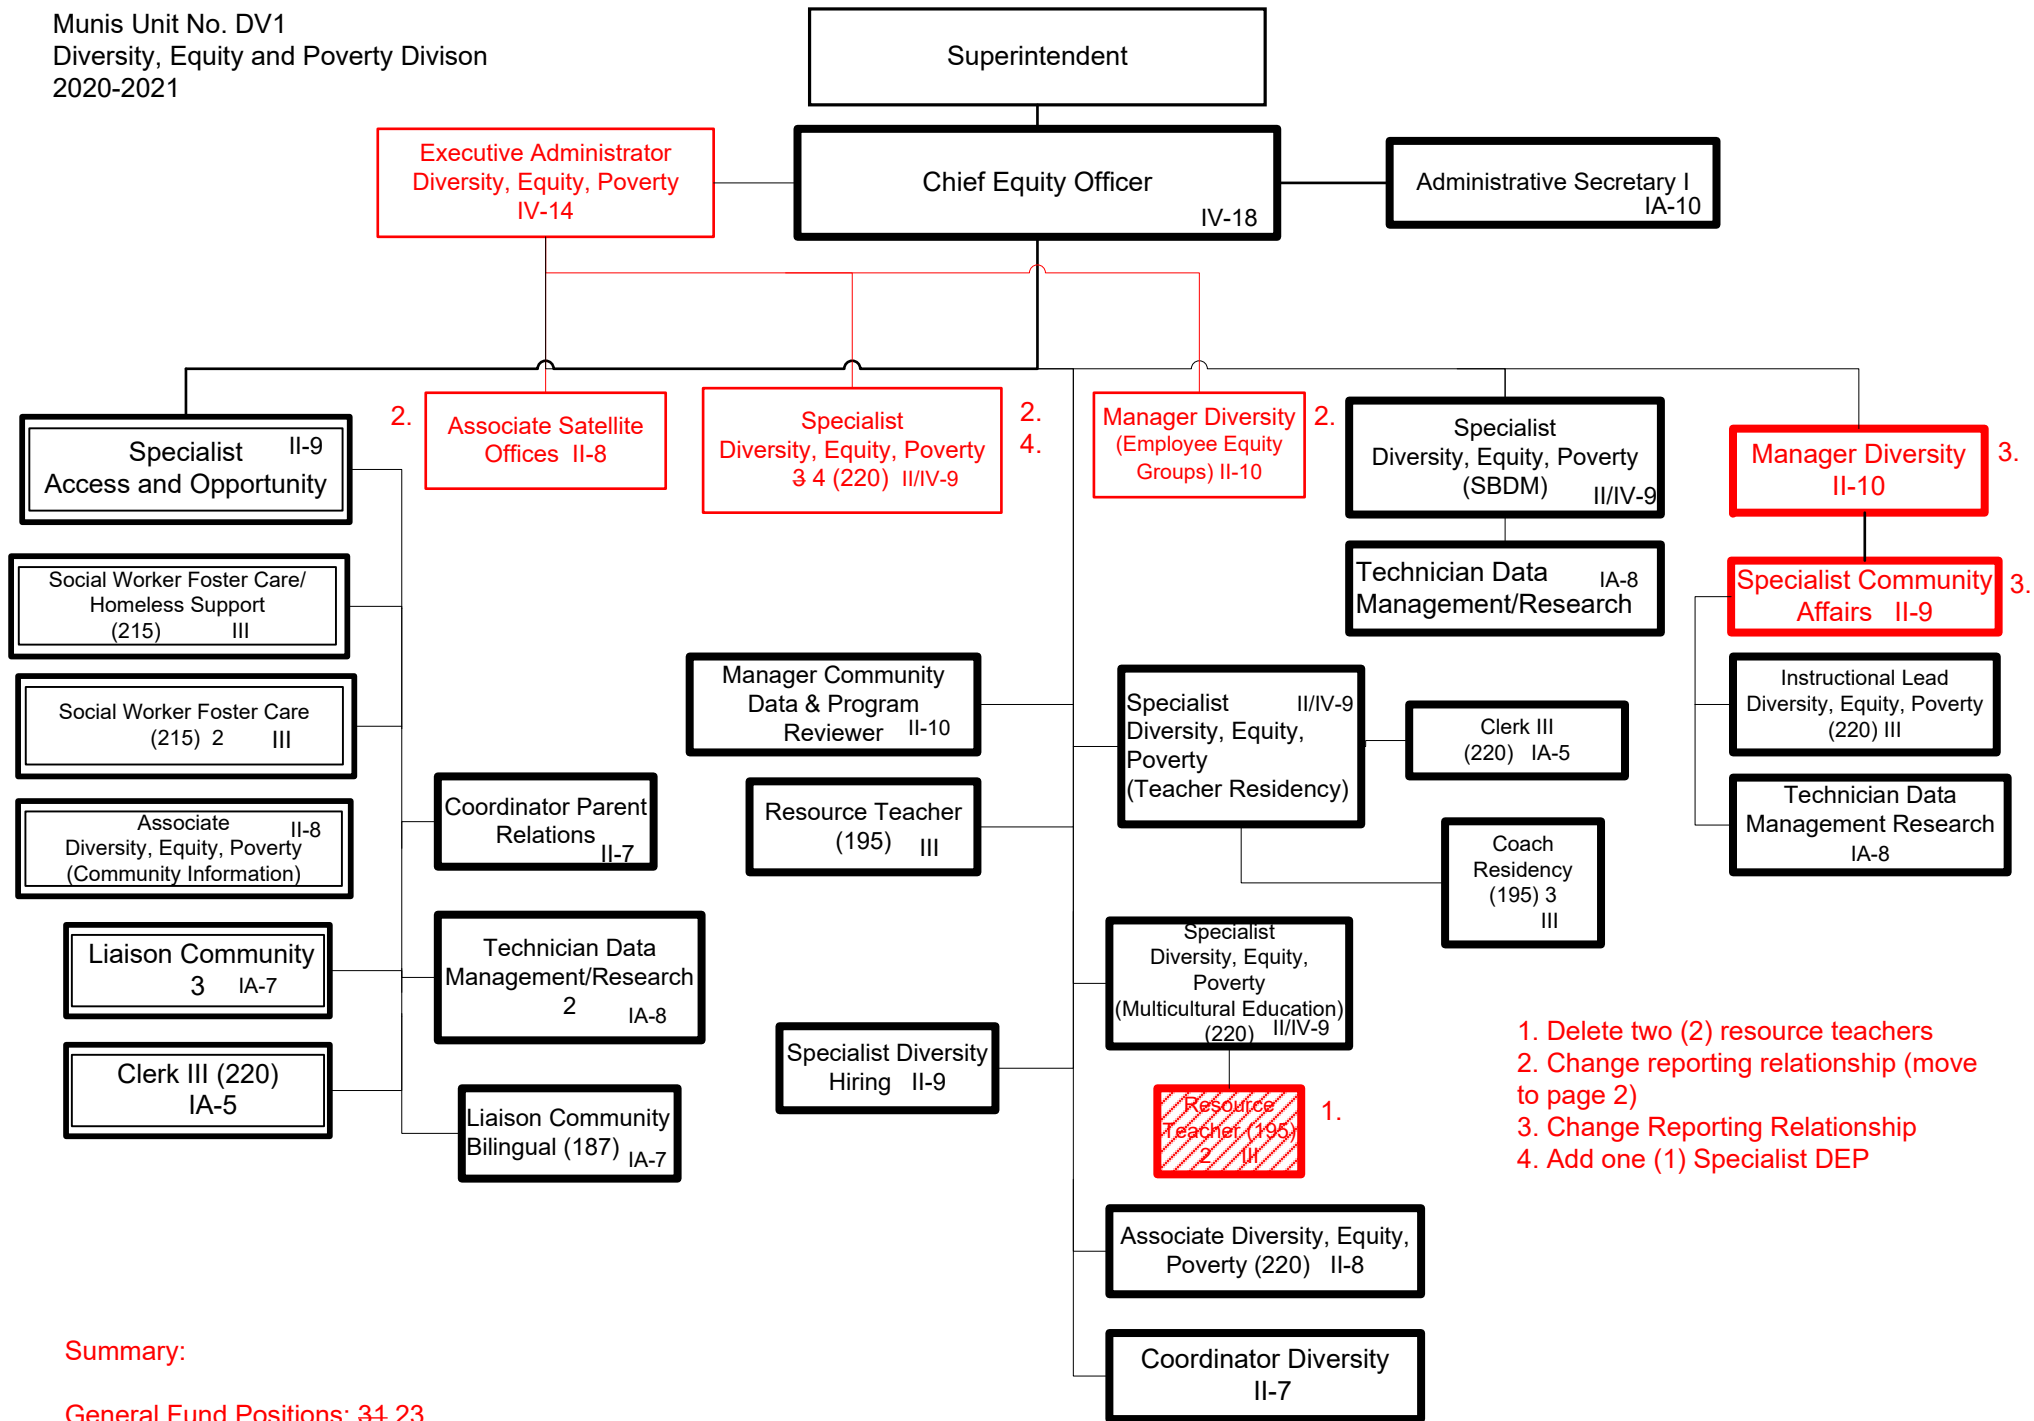 Munis Unit No. DV1
Diversity, Equity and Poverty Divison
2020-2021
Superintendent
Executive Administrator
Diversity, Equity, Poverty
IV-14
Chief Equity Officer
IV-18
Administrative Secretary I
IA-10
Specialist II-9
Access and Opportunity
2.
Associate Satellite
Offices II-8
Specialist
Diversity, Equity, Poverty
3 4 (220) II/IV-9
2.
4.
Manager Diversity
(Employee Equity
Groups) II-10
2.
Specialist
Diversity, Equity, Poverty
(SBDM)
II/IV-9
Manager Diversity
II-10
3.
Social Worker Foster Care/
Homeless Support
(215) III
Technician Data IA-8
Management/Research
Specialist Community
Affairs II-9
3.
Social Worker Foster Care
(215) 2 III
Manager Community
Data & Program
Reviewer II-10
Specialist II/IV-9
Diversity, Equity,
Poverty
(Teacher Residency)
Clerk III
(220) IA-5
Instructional Lead
Diversity, Equity, Poverty
(220) III
Associate II-8
Diversity, Equity, Poverty
(Community Information)
Coordinator Parent
Relations
II-7
Resource Teacher
(195) III
Coach
Residency
(195) 3
III
Technician Data
Management Research
IA-8
Liaison Community
3 IA-7
Technician Data
Management/Research
2
IA-8
Specialist
Diversity, Equity,
Poverty
(Multicultural Education)
(220) II/IV-9
Clerk III (220)
IA-5
Specialist Diversity
Hiring II-9
Liaison Community
Bilingual (187) IA-7
Resource
Teacher (195)
2 III
1.
1. Delete two (2) resource teachers
2. Change reporting relationship (move
to page 2)
3. Change Reporting Relationship
4. Add one (1) Specialist DEP
Associate Diversity, Equity,
Poverty (220) II-8
Coordinator Diversity
II-7
Summary:
General Fund Positions: 31 23